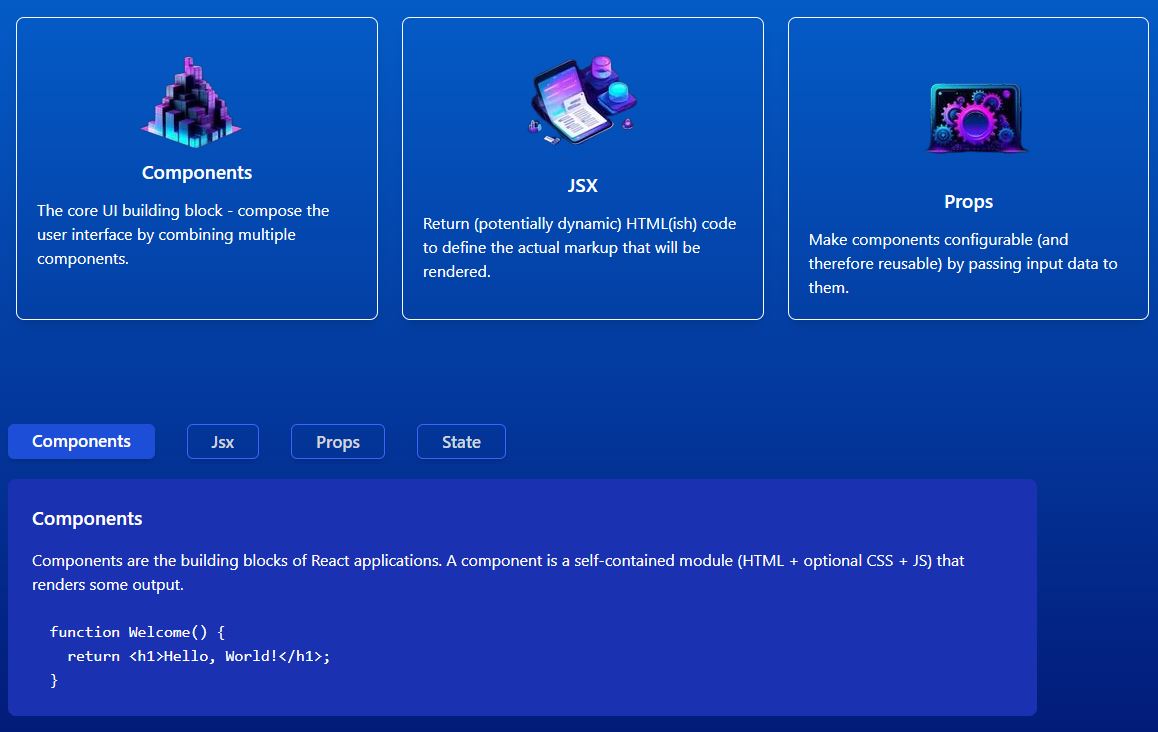 Components
The core UI building block - compose the
user interface by combining multiple
components.
JSX
Return (potentially dynamic) HTML(ish) code
to define the actual markup that will be
rendered.
Props
Make components configurable (and
therefore reusable) by passing input data to
them.
Components
Jsx
Props
State
Components
Components are the building blocks of React applications. A component is a self-contained module (HTML + optional CSS + JS) that
renders some output.
function Welcome() {
  return <h1>Hello, World!</h1>;
}